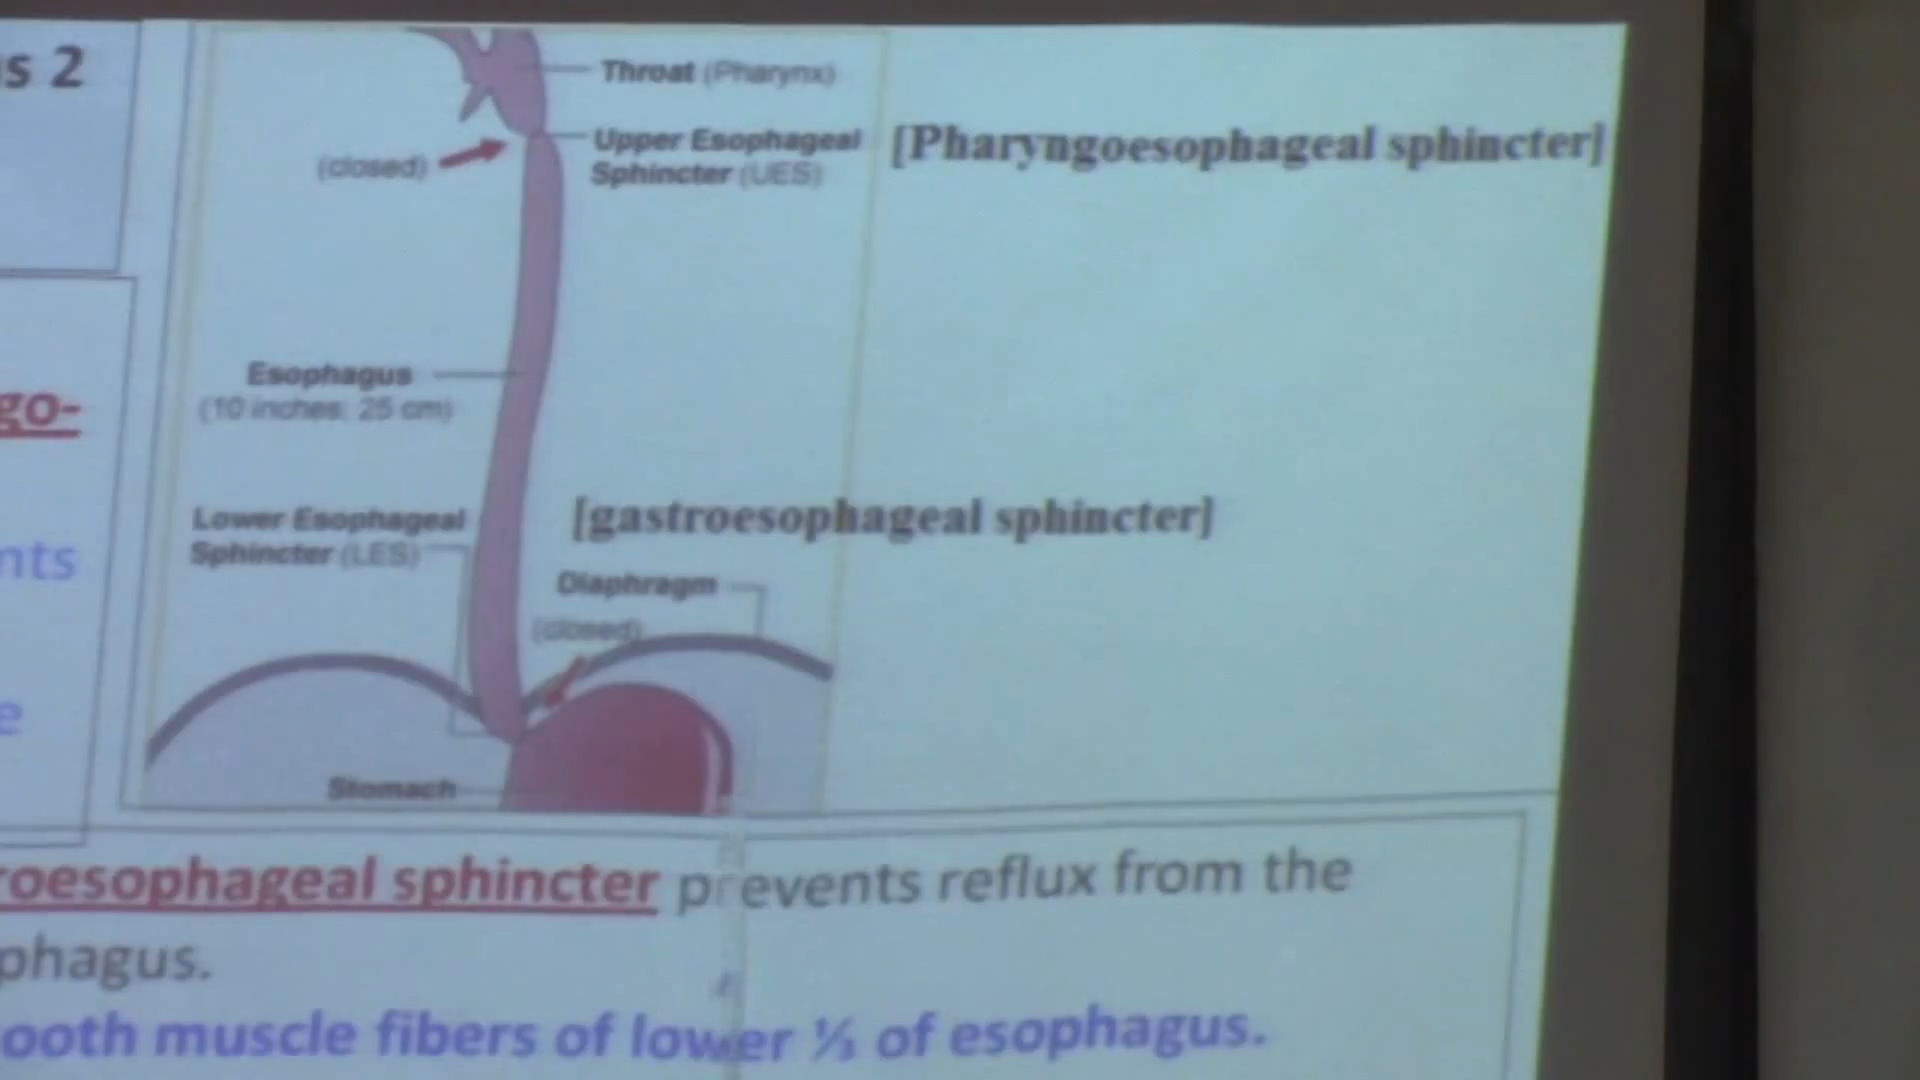 s 2
go-
nts
e
Throat (Pharynx)
Upper Esophageal
Sphincter (UES)
[Pharyngoesophageal sphincter]
(closed)
Esophagus
(10 inches; 25 cm)
Lower Esophageal
Sphincter (LES)
[gastroesophageal sphincter]
Diaphragm
(closed)
Stomach
roesophageal sphincter prevents reflux from the
phagus.
ooth muscle fibers of lower ⅓ of esophagus.